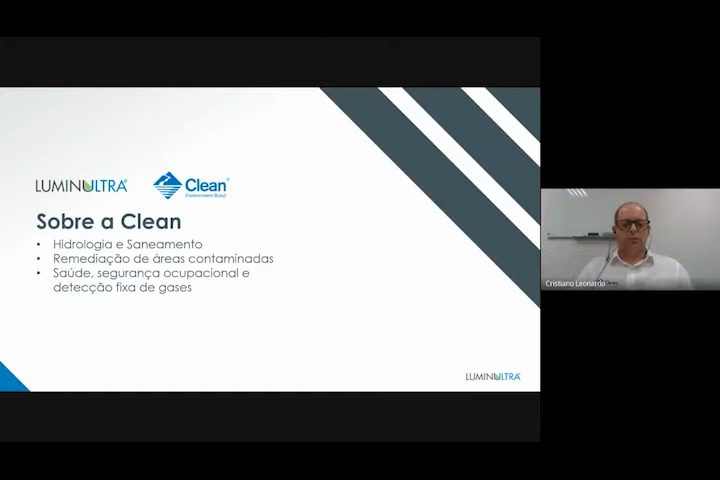 LUMINULTRA
Clean
Environment Brasil
Sobre a Clean
• Hidrologia e Saneamento
• Remediação de áreas contaminadas
• Saúde, segurança ocupacional e
detecção fixa de gases
Cristiano Leonardo
LUMINULTRA